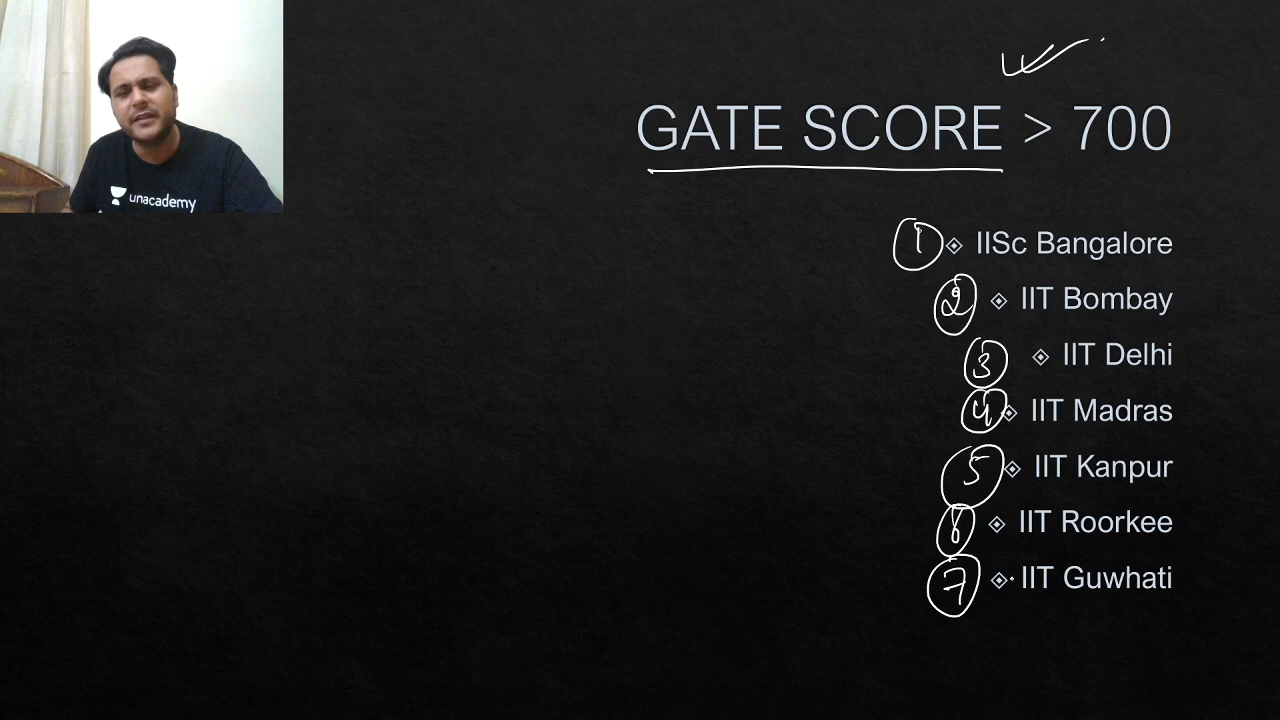 unacademy
GATE SCORE > 700
1 IISc Bangalore
2 IIT Bombay
3 IIT Delhi
4 IIT Madras
5 IIT Kanpur
6 IIT Roorkee
7 IIT Guwhati